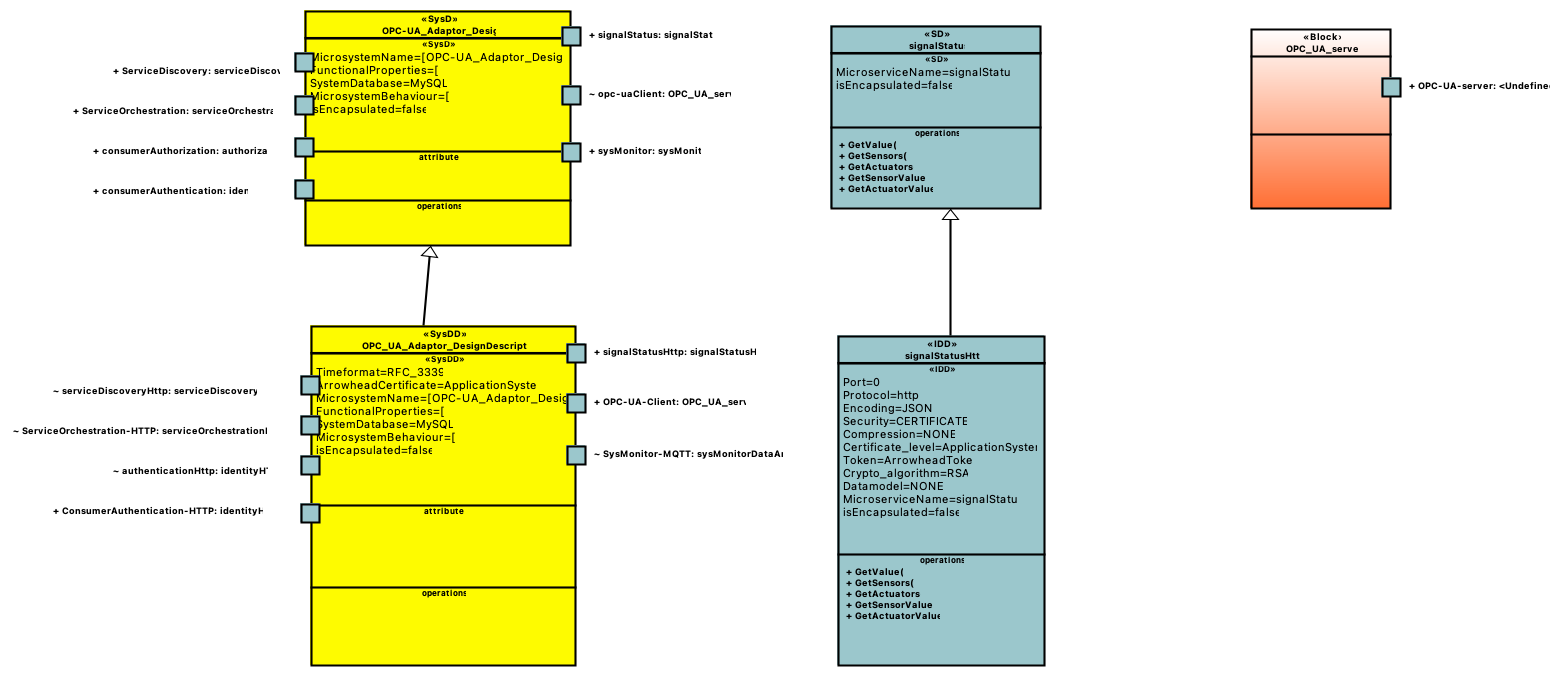 «SysD»
OPC-UA_Adaptor_Desig
«SysD»
MicrosystemName=[OPC-UA_Adaptor_Desig
FunctionalProperties=[
SystemDatabase=MySQL
MicrosystemBehaviour=[
isEncapsulated=false
attribute
operations
+ ServiceDiscovery: serviceDiscov
+ ServiceOrchestration: serviceOrchestra
+ consumerAuthorization: authoriza
+ consumerAuthentication: iden
+ signalStatus: signalStat
~ opc-uaClient: OPC_UA_serv
+ sysMonitor: sysMonit
«SD»
signalStatu
«SD»
MicroserviceName=signalStatu
isEncapsulated=false
operations
+ GetValue(
+ GetSensors(
+ GetActuators
+ GetSensorValue
+ GetActuatorValue
«Block»
OPC_UA_serve
+ OPC-UA-server: <Undefine
«SysDD»
OPC_UA_Adaptor_DesignDescript
«SysDD»
Timeformat=RFC_3339
ArrowheadCertificate=ApplicationSyste
MicrosystemName=[OPC-UA_Adaptor_Desig
FunctionalProperties=[
SystemDatabase=MySQL
MicrosystemBehaviour=[
isEncapsulated=false
attribute
operations
~ serviceDiscoveryHttp: serviceDiscovery
~ ServiceOrchestration-HTTP: serviceOrchestration
~ authenticationHttp: identityH
+ ConsumerAuthentication-HTTP: identityH
+ signalStatusHttp: signalStatusH
+ OPC-UA-Client: OPC_UA_serv
~ SysMonitor-MQTT: sysMonitorDataA
«IDD»
signalStatusHtt
«IDD»
Port=0
Protocol=http
Encoding=JSON
Security=CERTIFICATE
Compression=NONE
Certificate_level=ApplicationSystem
Token=ArrowheadToke
Crypto_algorithm=RSA
Datamodel=NONE
MicroserviceName=signalStatu
isEncapsulated=false
operations
+ GetValue(
+ GetSensors(
+ GetActuators
+ GetSensorValue
+ GetActuatorValue